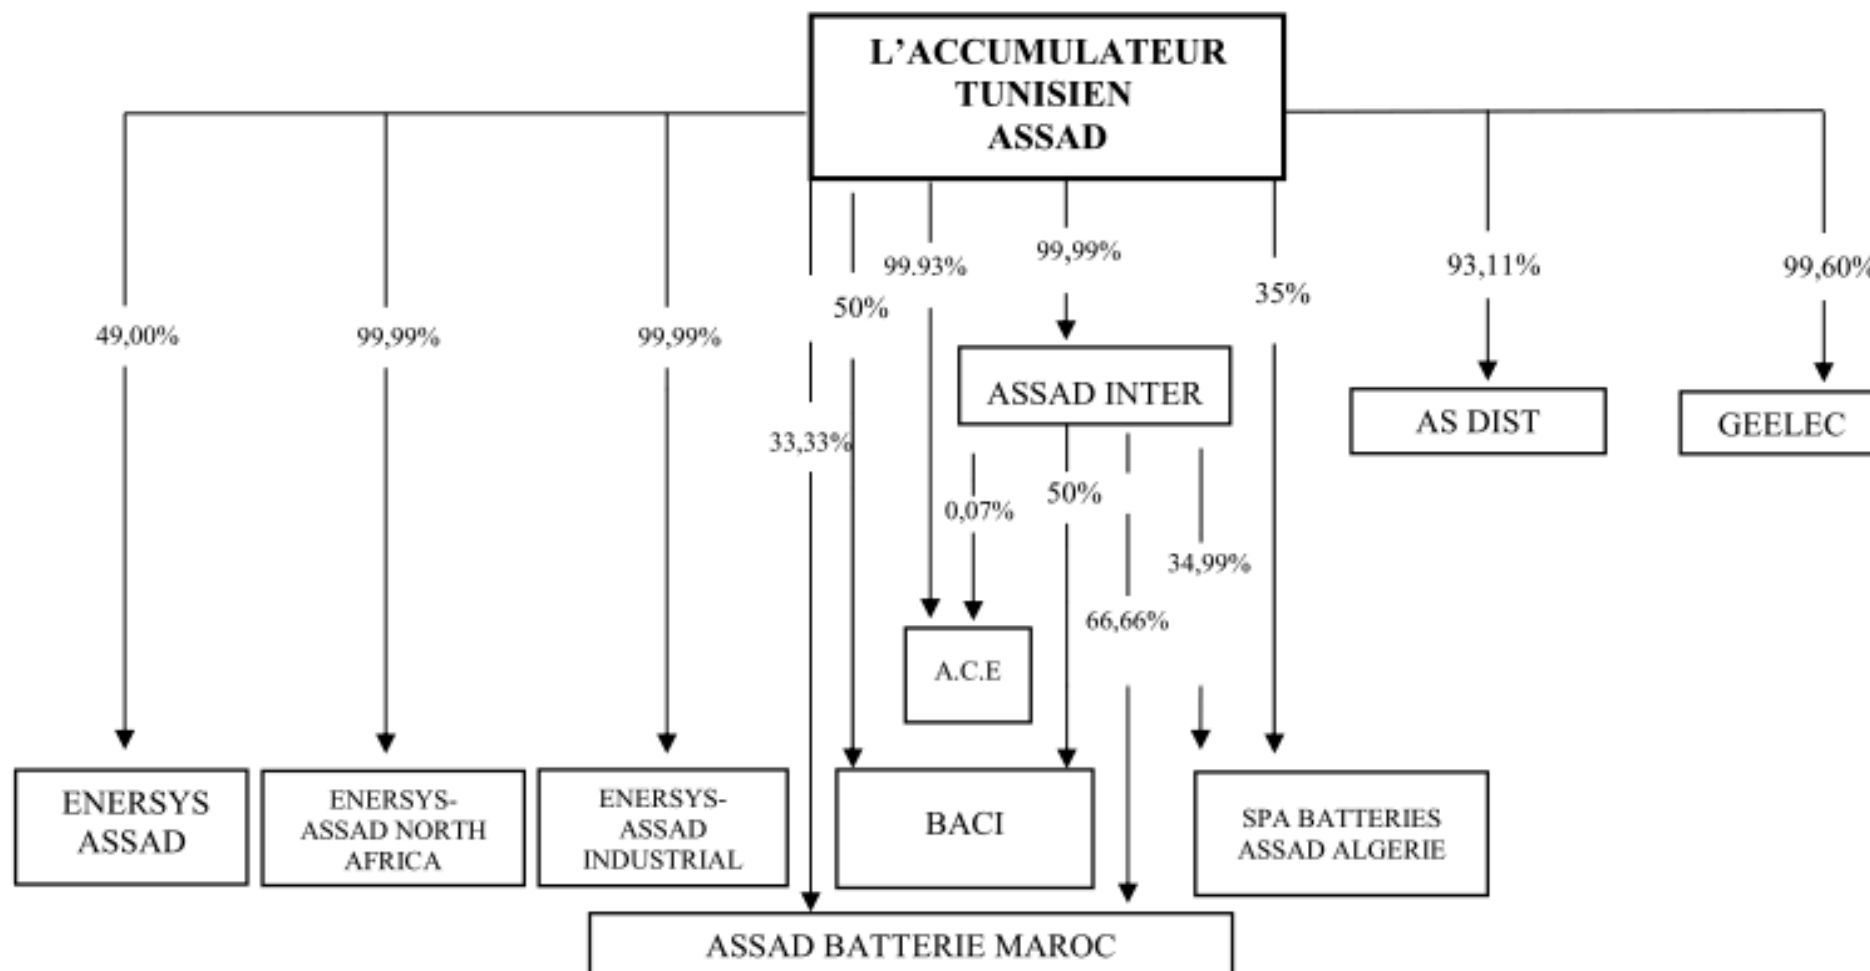 L'ACCUMULATEUR
TUNISIEN
ASSAD
49,00%
99,99%
99,99%
33,33%
50%
99.93%
99,99%
35%
93,11%
99,60%
ASSAD INTER
AS DIST
GEELEC
0,07%
50%
66,66%
34,99%
A.C.E
ENERSYS
ASSAD
ENERSYS-
ASSAD NORTH
AFRICA
ENERSYS-
ASSAD
INDUSTRIAL
BACI
SPA BATTERIES
ASSAD ALGERIE
ASSAD BATTERIE MAROC